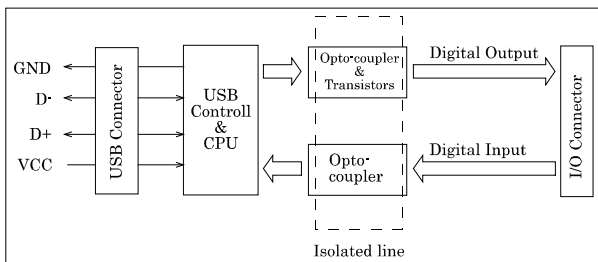 GND
D-
D+
VCC
USB Connector
USB
Controll
&
CPU
Opto-coupler
&
Transistors
Digital Output
Opto-
coupler
Digital Input
I/O Connector
Isolated line